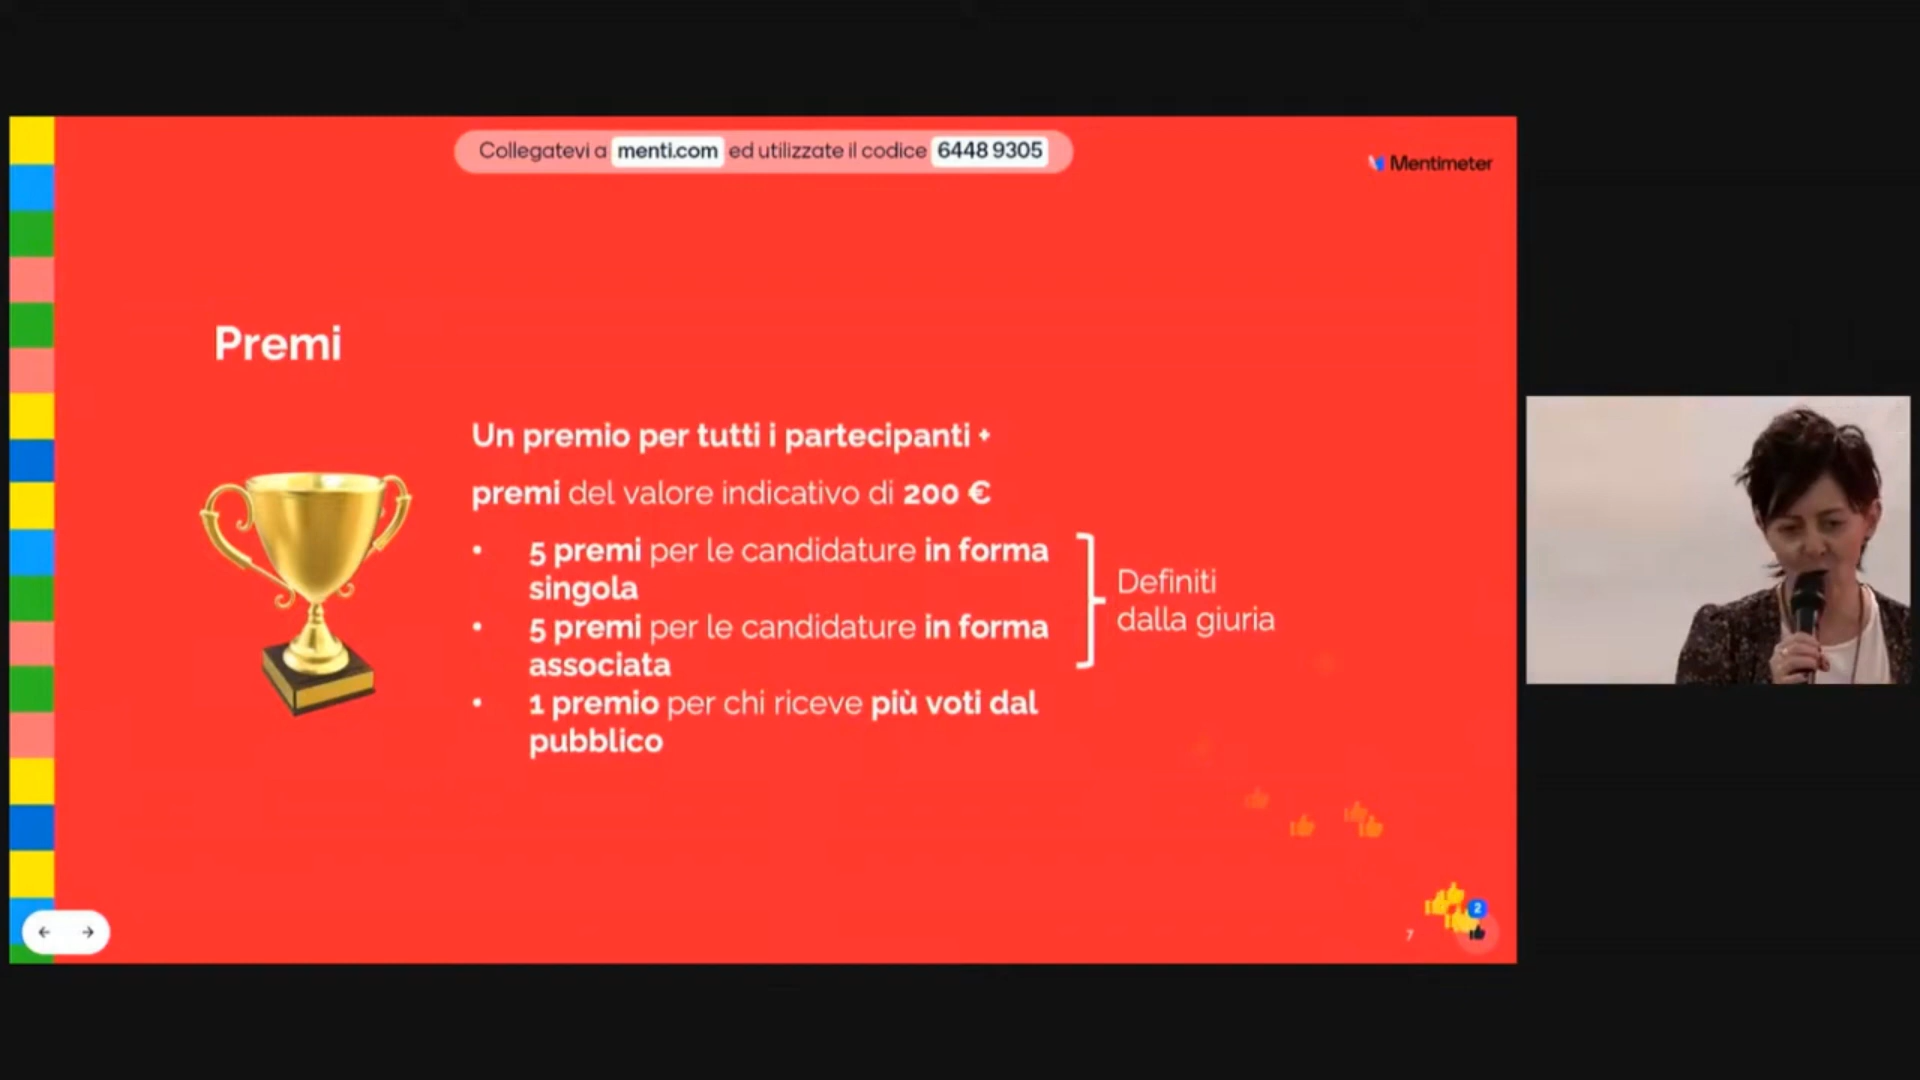 Collegatevi a menti.com ed utilizzate il codice 6448 9305
Mentimeter
Premi
Un premio per tutti i partecipanti +
premi del valore indicativo di 200 €
• 5 premi per le candidature in forma
singola
• 5 premi per le candidature in forma
associata
• 1 premio per chi riceve più voti dal
pubblico
Definiti
dalla giuria
2
7